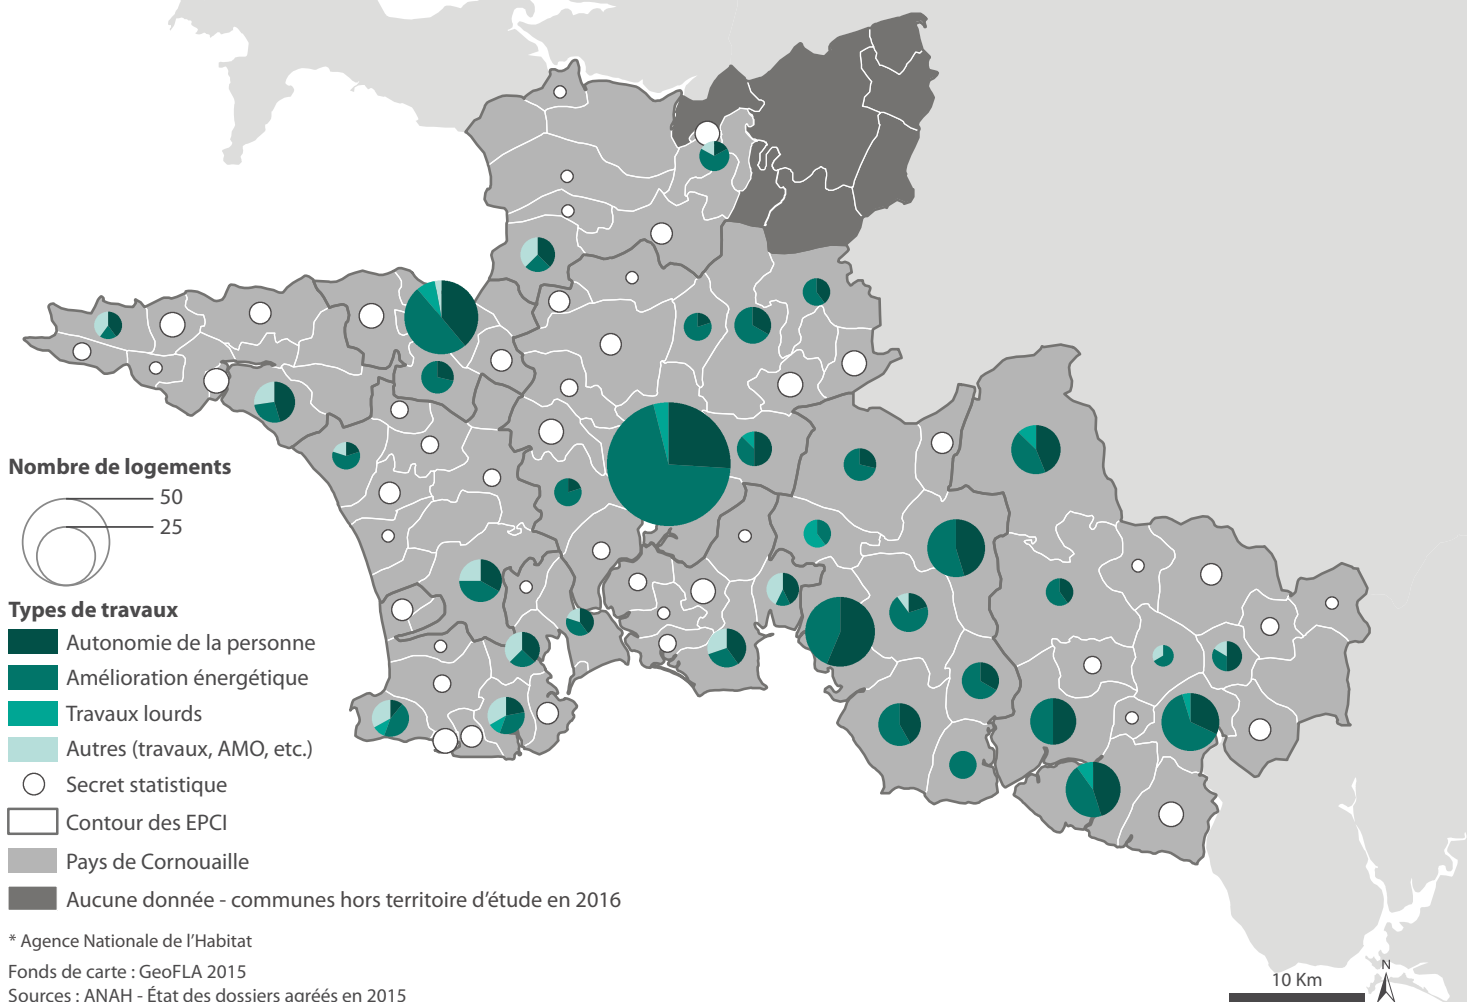 Nombre de logements
50
25
Types de travaux
Autonomie de la personne
Amélioration énergétique
Travaux lourds
Autres (travaux, AMO, etc.)
Secret statistique
Contour des EPCI
Pays de Cornouaille
Aucune donnée - communes hors territoire d'étude en 2016
* Agence Nationale de l'Habitat
Fonds de carte : GeoFLA 2015
Sources : ANAH - État des dossiers agréés en 2015
10 Km
N